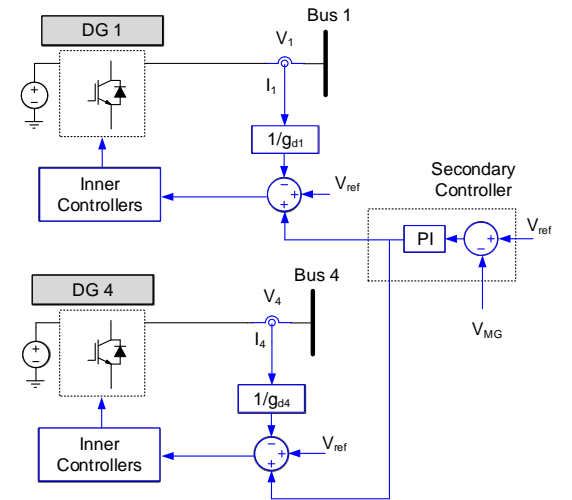 DG 1
Bus 1
V1
I1
1/gd1
Inner
Controllers
−
+
+
Vref
Secondary
Controller
PI
+
−
Vref
VMG
DG 4
Bus 4
V4
I4
1/gd4
Inner
Controllers
−
+
+
Vref